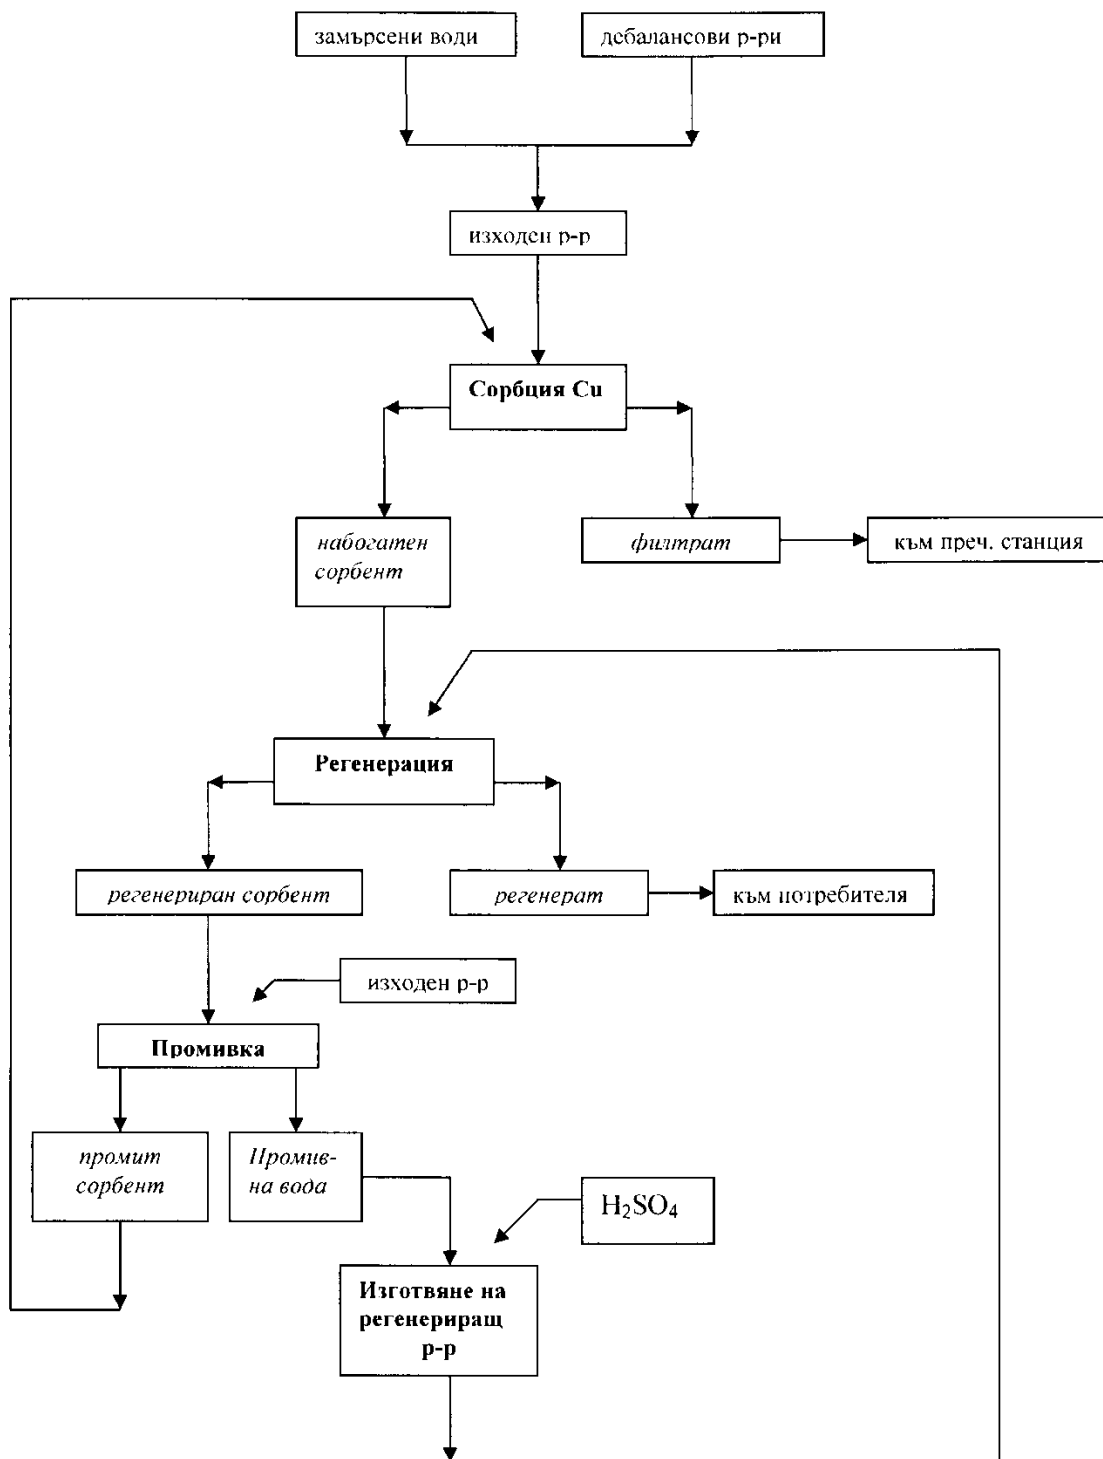 замърсени води
дебалансови р-ри
изходен р-р
Сорбция Cu
набогатен
сорбент
филтрат
към преч. станция
Регенерация
регенериран сорбент
регенерат
към потребителя
изходен р-р
Промивка
промит
сорбент
Промив-
на вода
H₂SO₄
Изготвяне на
регенериращ
р-р